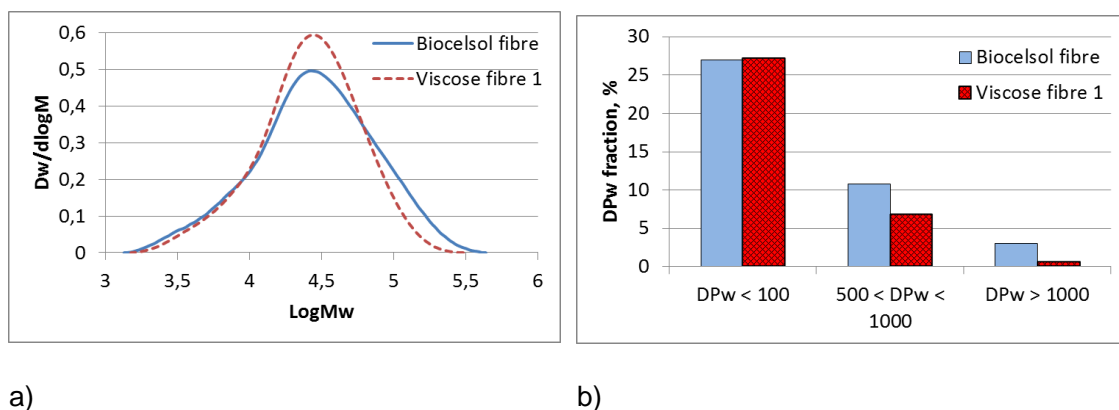 0,6
0,5
0,4
0,3
0,2
0,1
0
Dw/dlogM
Biocelsol fibre
Viscose fibre 1
3
3,5
4
4,5
5
5,5
6
LogMw
30
25
20
15
10
5
0
DPw fraction, %
Biocelsol fibre
Viscose fibre 1
DPw < 100
500 < DPw <
1000
DPw > 1000
a)
b)